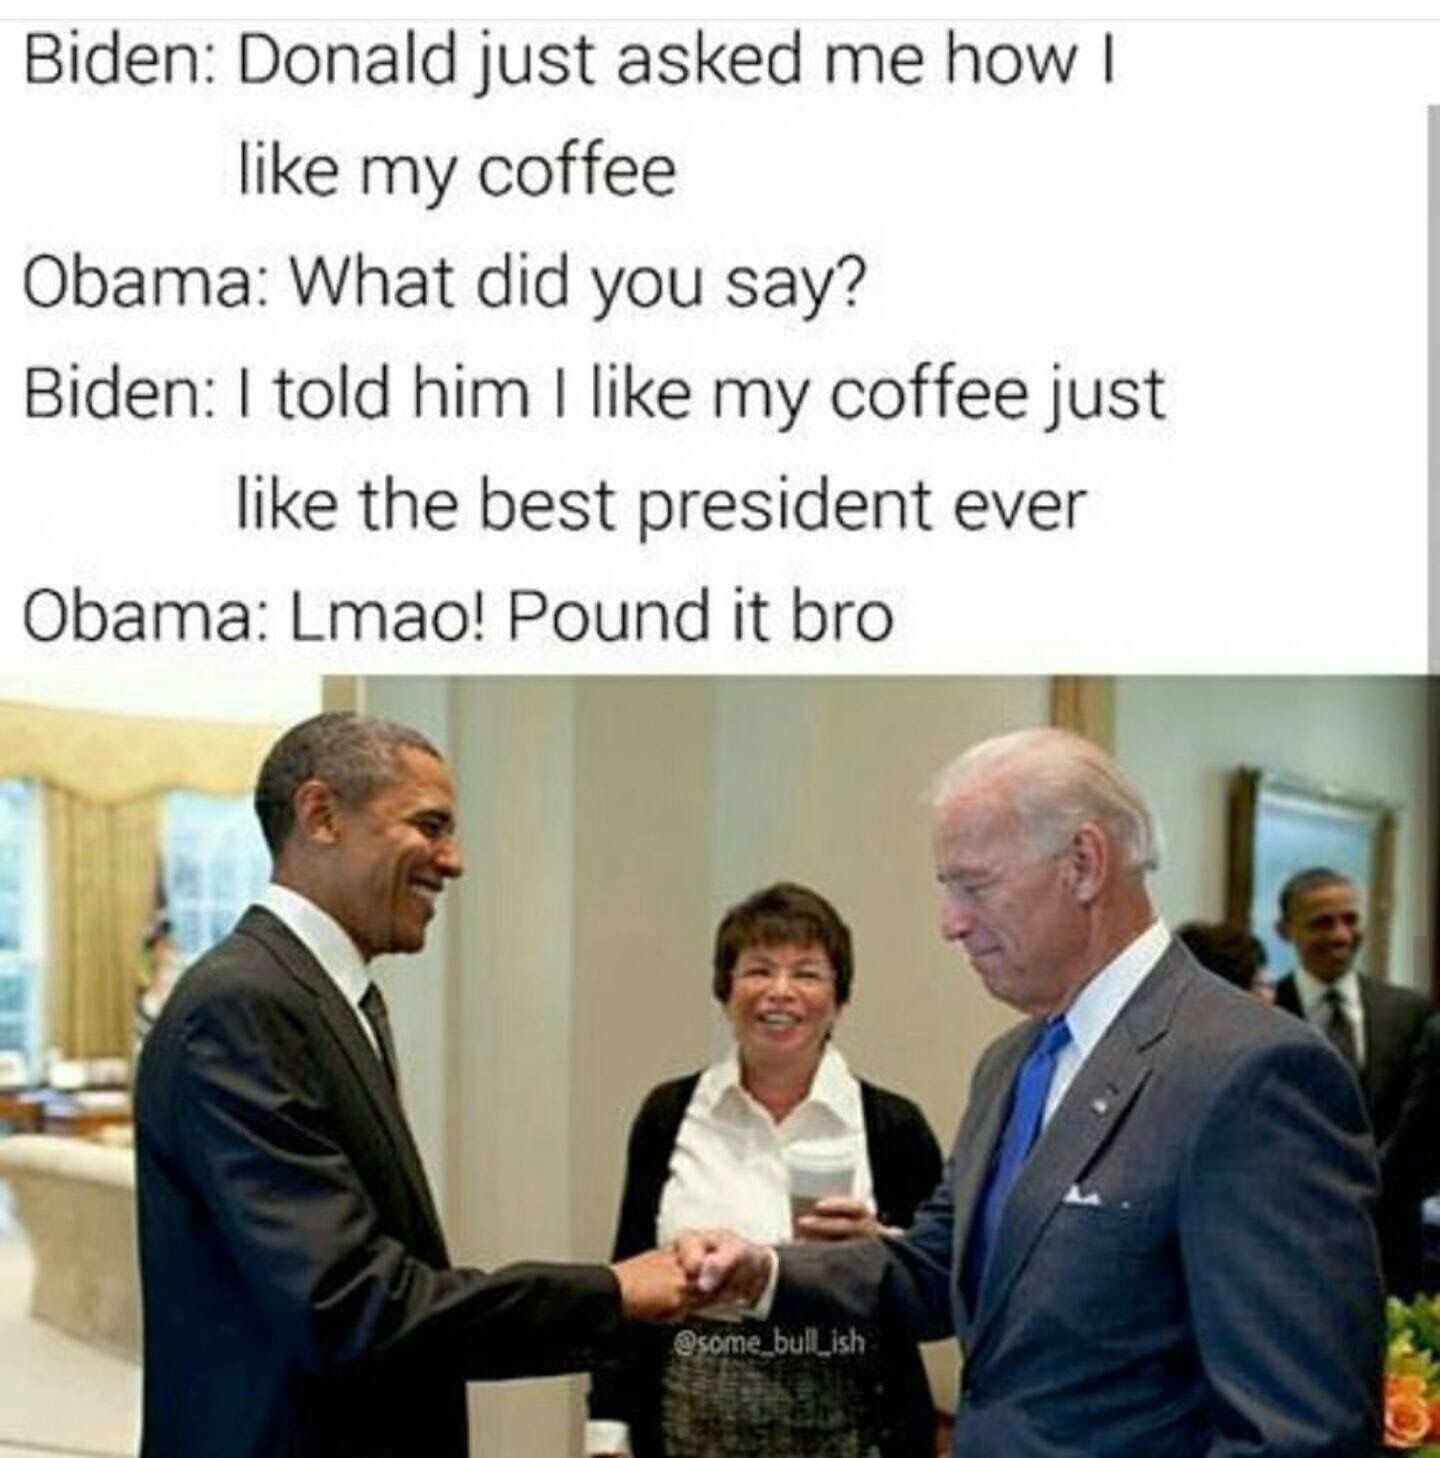 Biden: Donald just asked me how I
like my coffee
Obama: What did you say?
Biden: I told him I like my coffee just
like the best president ever
Obama: Lmao! Pound it bro
@some_bull_ish